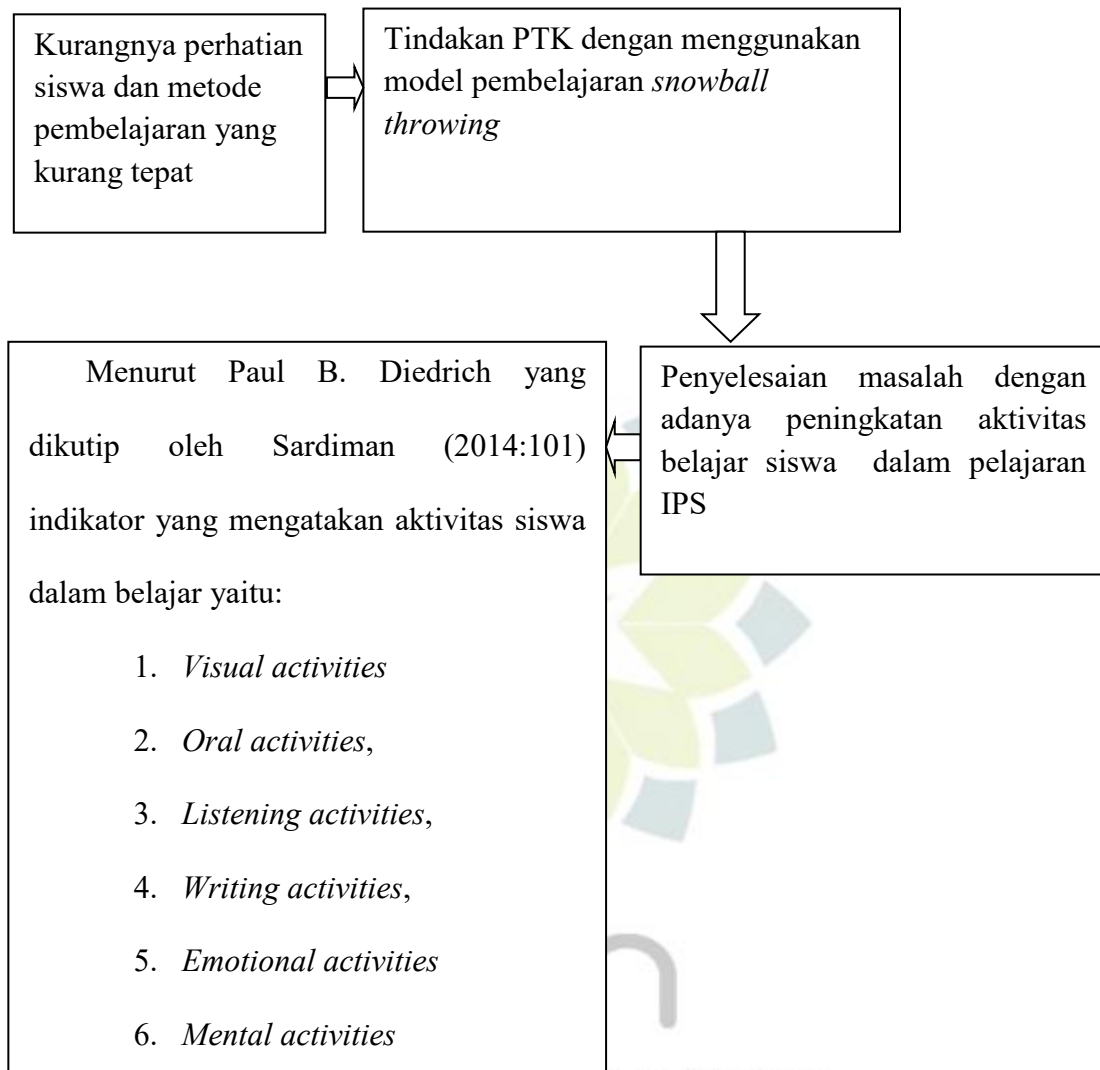 Kurangnya perhatian
siswa dan metode
pembelajaran yang
kurang tepat
Tindakan PTK dengan menggunakan
model pembelajaran snowball
throwing
Penyelesaian masalah dengan
adanya peningkatan aktivitas
belajar siswa dalam pelajaran
IPS
Menurut Paul B. Diedrich yang
dikutip oleh Sardiman (2014:101)
indikator yang mengatakan aktivitas siswa
dalam belajar yaitu:
1. Visual activities
2. Oral activities,
3. Listening activities,
4. Writing activities,
5. Emotional activities
6. Mental activities